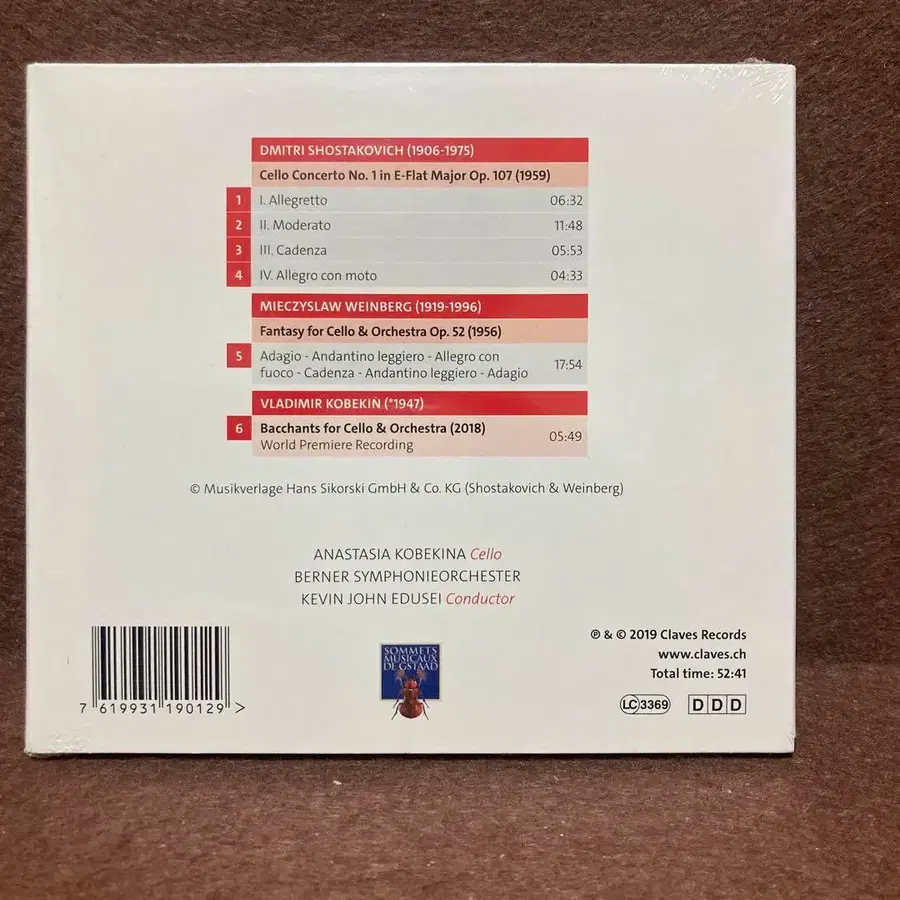 DMITRI SHOSTAKOVICH (1906-1975)
Cello Concerto No. 1 in E-Flat Major Op. 107 (1959)
1 I. Allegretto 06:32
2 II. Moderato 11:48
3 III. Cadenza 05:53
4 IV. Allegro con moto 04:33
MIECZYSLAW WEINBERG (1919-1996)
Fantasy for Cello & Orchestra Op. 52 (1956)
5 Adagio - Andantino leggiero - Allegro con
fuoco - Cadenza - Andantino leggiero - Adagio 17:54
VLADIMIR KOBEKIN (*1947)
6 Bacchants for Cello & Orchestra (2018)
World Premiere Recording 05:49
© Musikverlage Hans Sikorski GmbH & Co. KG (Shostakovich & Weinberg)
ANASTASIA KOBEKINA Cello
BERNER SYMPHONIEORCHESTER
KEVIN JOHN EDUSEI Conductor
SOMMETS
MUSICAUX
DE GSTAAD
7 619931 190129 >
℗ & © 2019 Claves Records
www.claves.ch
Total time: 52:41
LC 3369 DDD